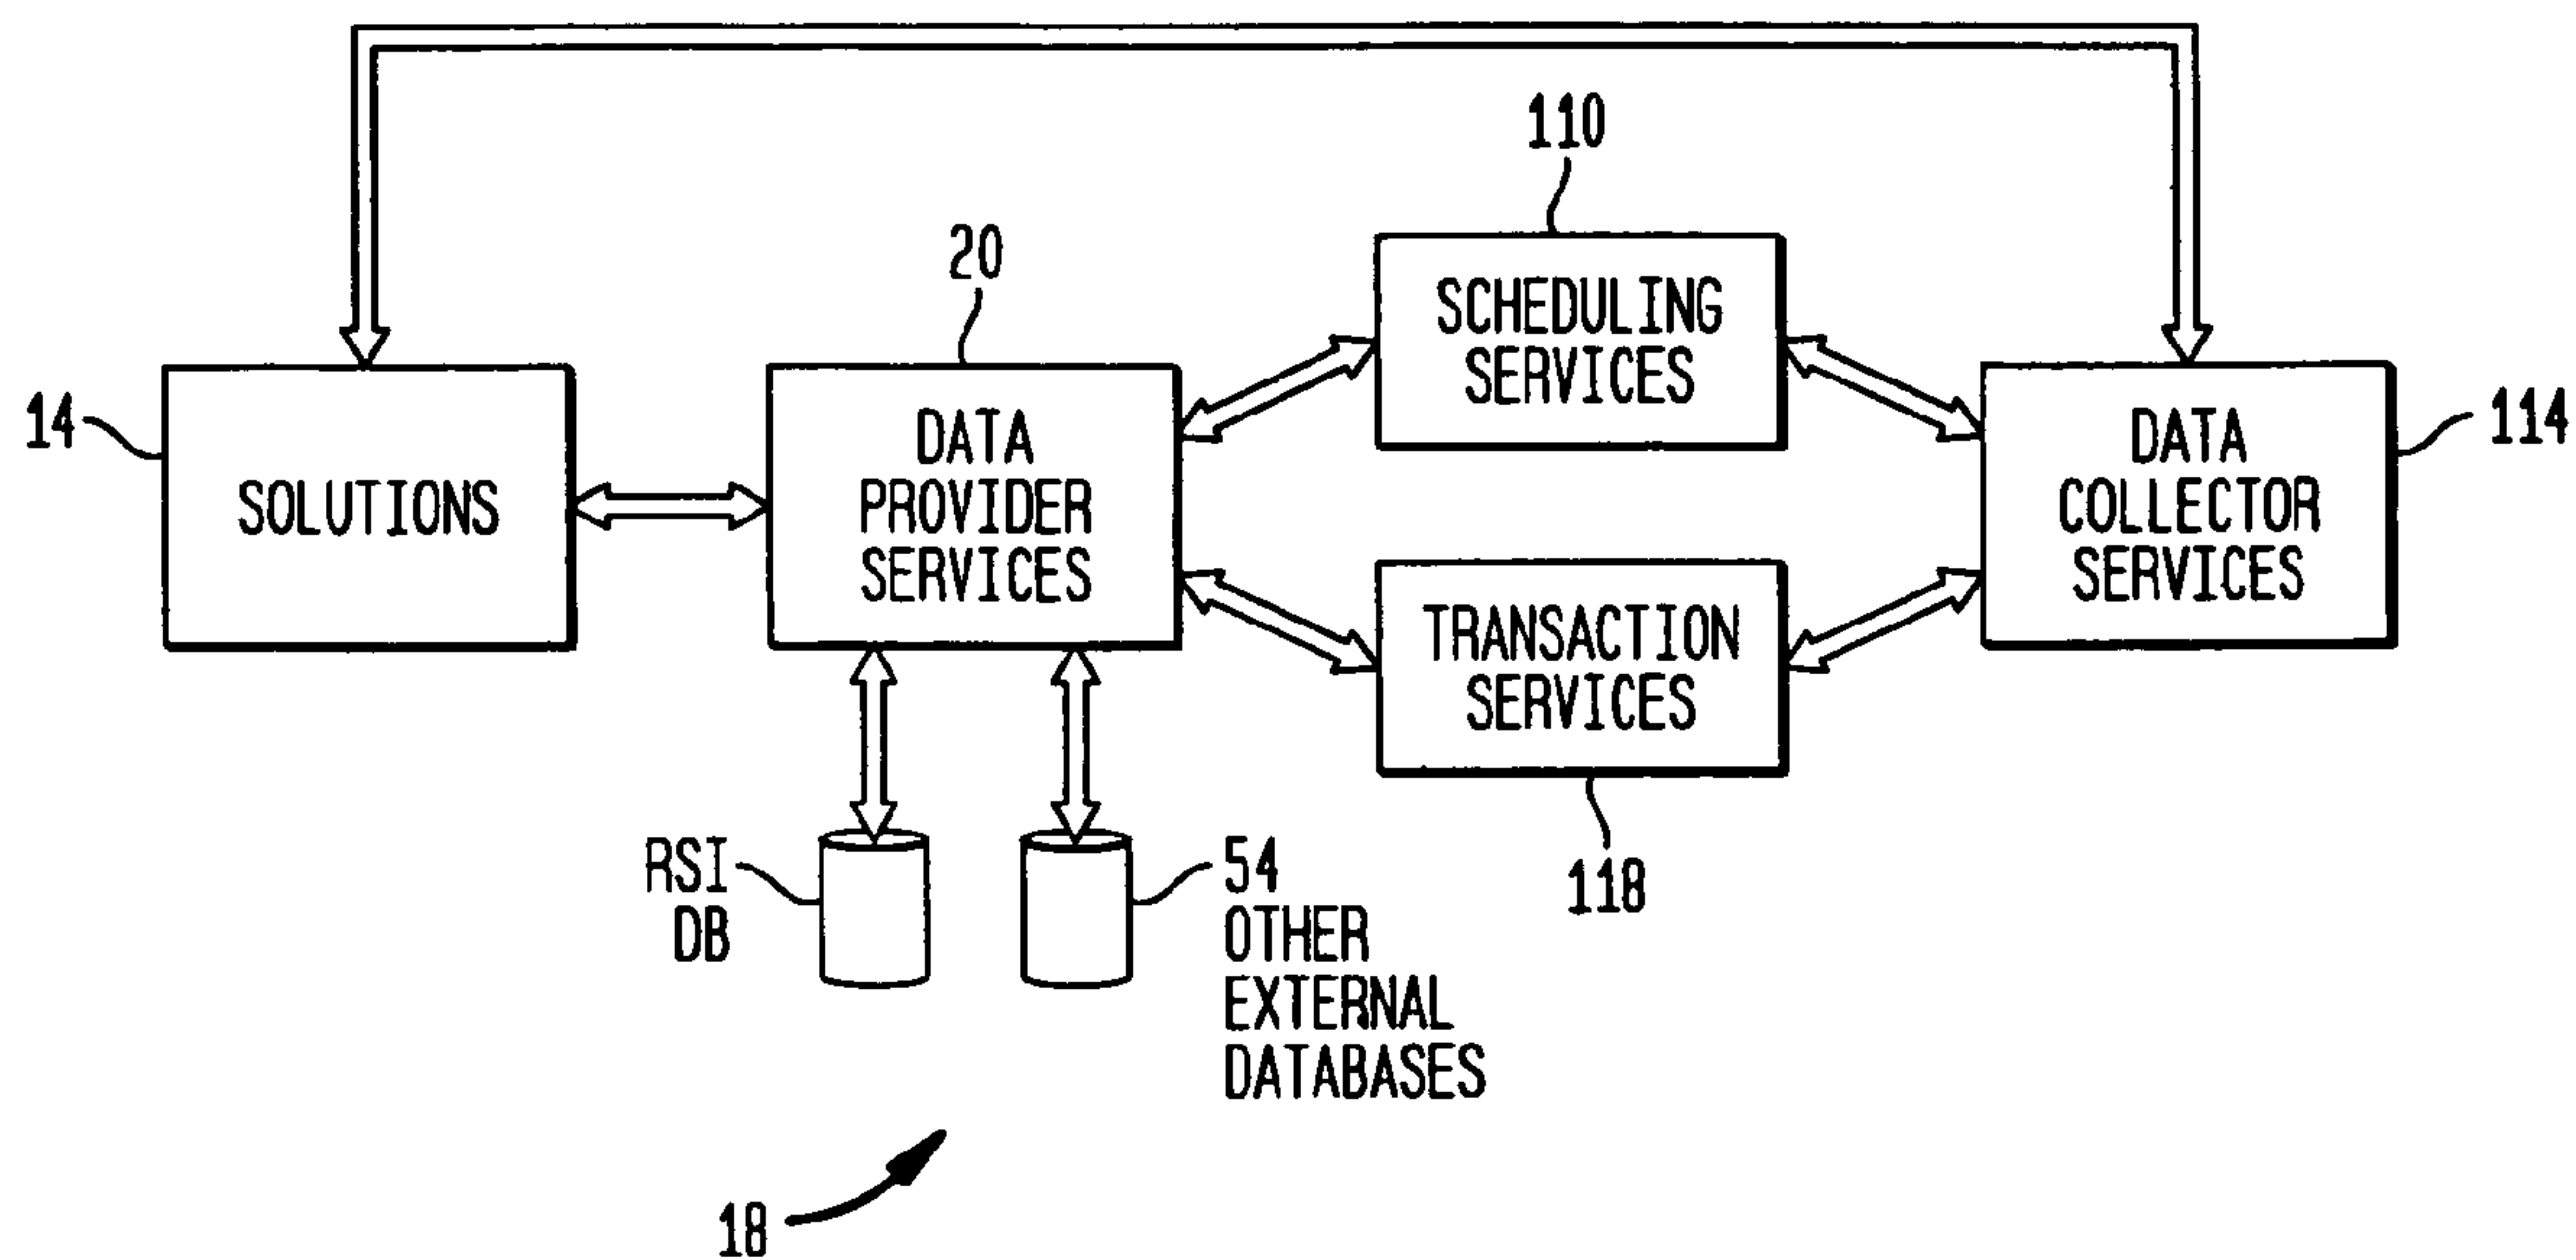 110
20
SCHEDULING
SERVICES
14
SOLUTIONS
DATA
PROVIDER
SERVICES
DATA
COLLECTOR
SERVICES
114
TRANSACTION
SERVICES
118
RSI
DB
54
OTHER
EXTERNAL
DATABASES
18